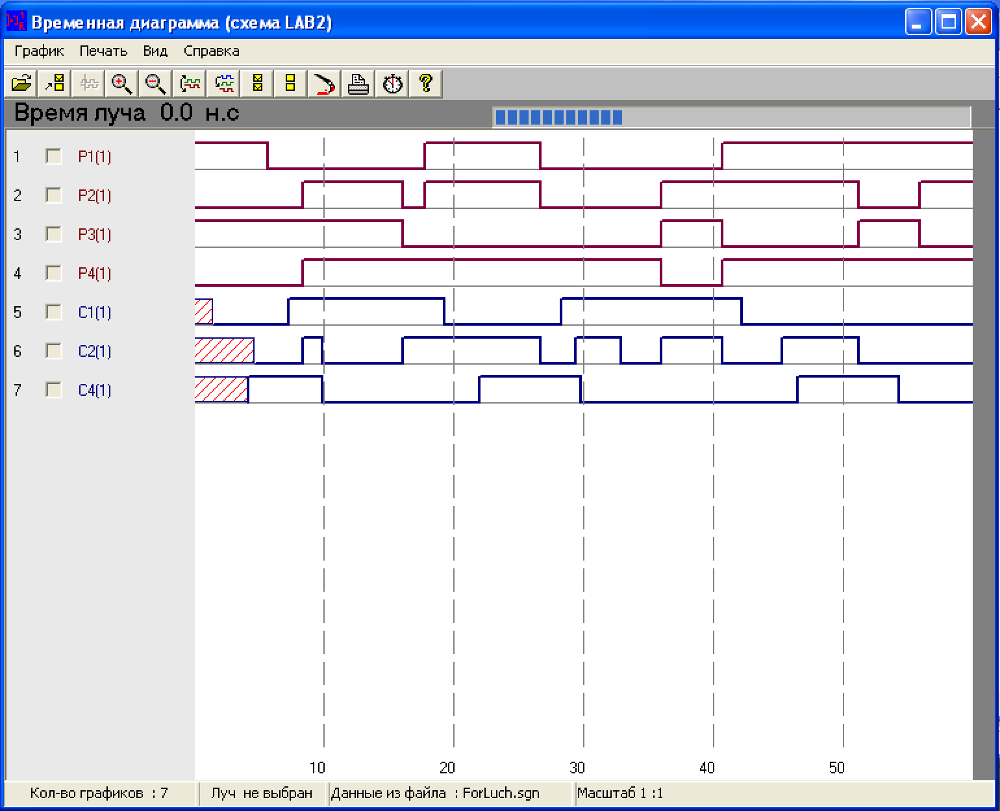 Временная диаграмма (схема LAB2)
График Печать Вид Справка
Время луча 0.0 н.с
1 P1(1)
2 P2(1)
3 P3(1)
4 P4(1)
5 C1(1)
6 C2(1)
7 C4(1)
10 20 30 40 50
Кол-во графиков : 7 Луч не выбран Данные из файла : ForLuch.sgn Масштаб 1 :1